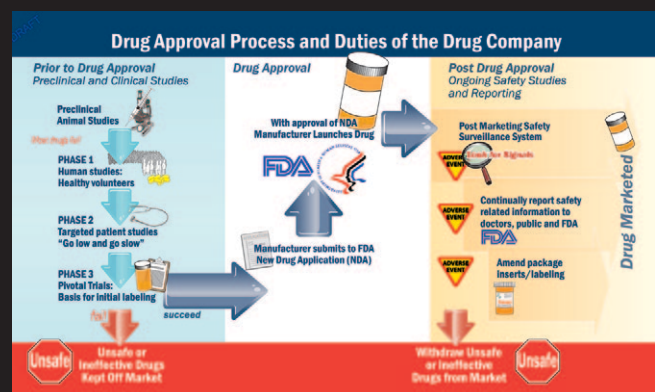 DRAFT
Drug Approval Process and Duties of the Drug Company
Prior to Drug Approval
Preclinical and Clinical Studies
Preclinical
Animal Studies
PHASE 1
Human studies:
Healthy volunteers
PHASE 2
Targeted patient studies
"Go low and go slow"
PHASE 3
Pivotal Trials:
Basis for initial labeling
fail
succeed
Unsafe
Unsafe or
Ineffective Drugs
Kept Off Market
Drug Approval
With approval of NDA
Manufacturer Launches Drug
FDA
Manufacturer submits to FDA
New Drug Application (NDA)
Post Drug Approval
Ongoing Safety Studies
and Reporting
Post Marketing Safety
Surveillance System
ADVERSE
EVENT
Look for Signals
ADVERSE
EVENT
Continually report safety
related information to
doctors, public and FDA
FDA
ADVERSE
EVENT
Amend package
Inserts/labeling
Drug Marketed
Withdraw Unsafe
or Ineffective
Drugs from Market
Unsafe